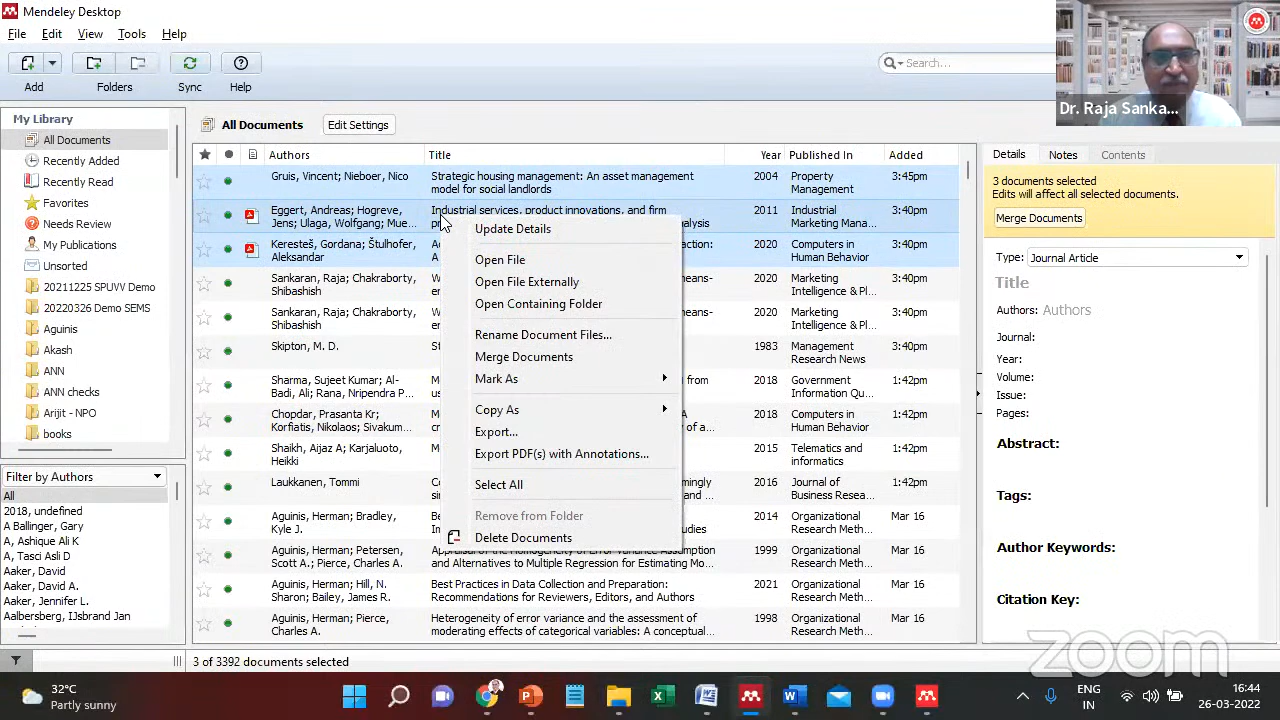 Mendeley Desktop
File Edit View Tools Help
Search...
Add Folders Sync Help
Dr. Raja Sanka...
My Library
All Documents
Recently Added
Recently Read
Favorites
Needs Review
My Publications
Unsorted
20211225 SPUVV Demo
20220326 Demo SEMS
Aguinis
Akash
ANN
ANN checks
Arijit - NPO
books
Filter by Authors
All
2018, undefined
A Ballinger, Gary
A, Ashique Ali K
A, Tasci Asli D
Aaker, David
Aaker, David A.
Aaker, Jennifer L.
Aalbersberg, IJsbrand Jan
All Documents Edit Settings
Authors Title Year Published In Added
Gruis, Vincent; Nieboer, Nico Strategic housing management: An asset management 2004 Property 3:45pm
model for social landlords Management
Eggert, Andreas; Hogreve, Industrial services, product innovations, and firm 2011 Industrial 3:40pm
Jens; Ulaga, Wolfgang; Mue... Marketing Mana...
Keresteš, Gordana; Štulhofer, 2020 Computers in 3:40pm
Aleksandar Human Behavior
Sankaran, Raja; Chakraborty, 2020 Marketing 3:40pm
Shibashish Intelligence & Pl...
Sankaran, Raja; Chakraborty, 2020 Marketing 3:40pm
Shibashish Intelligence & Pl...
Skipton, M. D. 1983 Management 3:40pm
Research News
Sharma, Sujeet Kumar; Al- from 2018 Government 1:42pm
Badi, Ali; Rana, Nripendra P... Information Qu...
Chopdar, Prasanta Kr; 2018 Computers in 1:42pm
Korfiatis, Nikolaos; Sivakum... of a... Human Behavior
Shaikh, Aijaz A; Karjaluoto, 2015 Telematics and 1:42pm
Heikki Informatics
Laukkanen, Tommi 2016 Journal of 1:42pm
Business Resea...
Aguinis, Herman; Bradley, 2014 Organizational Mar 16
Kyle J. Research Meth...
Aguinis, Herman; Petersen, Appraisal of the Homogeneity of Error Variance Assumption 1999 Organizational Mar 16
Scott A.; Pierce, Charles A. and Alternatives to Multiple Regression for Estimating Mo... Research Meth...
Aguinis, Herman; Hill, N. Best Practices in Data Collection and Preparation: 2021 Organizational Mar 16
Sharon; Bailey, James R. Recommendations for Reviewers, Editors, and Authors Research Meth...
Aguinis, Herman; Pierce, Heterogeneity of error variance and the assessment of 1998 Organizational Mar 16
Charles A. moderating effects of categorical variables: A conceptual... Research Meth...
Update Details
Open File
Open File Externally
Open Containing Folder
Rename Document Files...
Merge Documents
Mark As
Copy As
Export...
Export PDF(s) with Annotations...
Select All
Remove from Folder
Delete Documents
Details Notes Contents
3 documents selected
Edits will affect all selected documents.
Merge Documents
Type: Journal Article
Title
Authors: Authors
Journal:
Year:
Volume:
Issue:
Pages:
Abstract:
Tags:
Author Keywords:
Citation Key:
zoom
3 of 3392 documents selected
32°C
Partly sunny
ENG
IN
16:44
26-03-2022